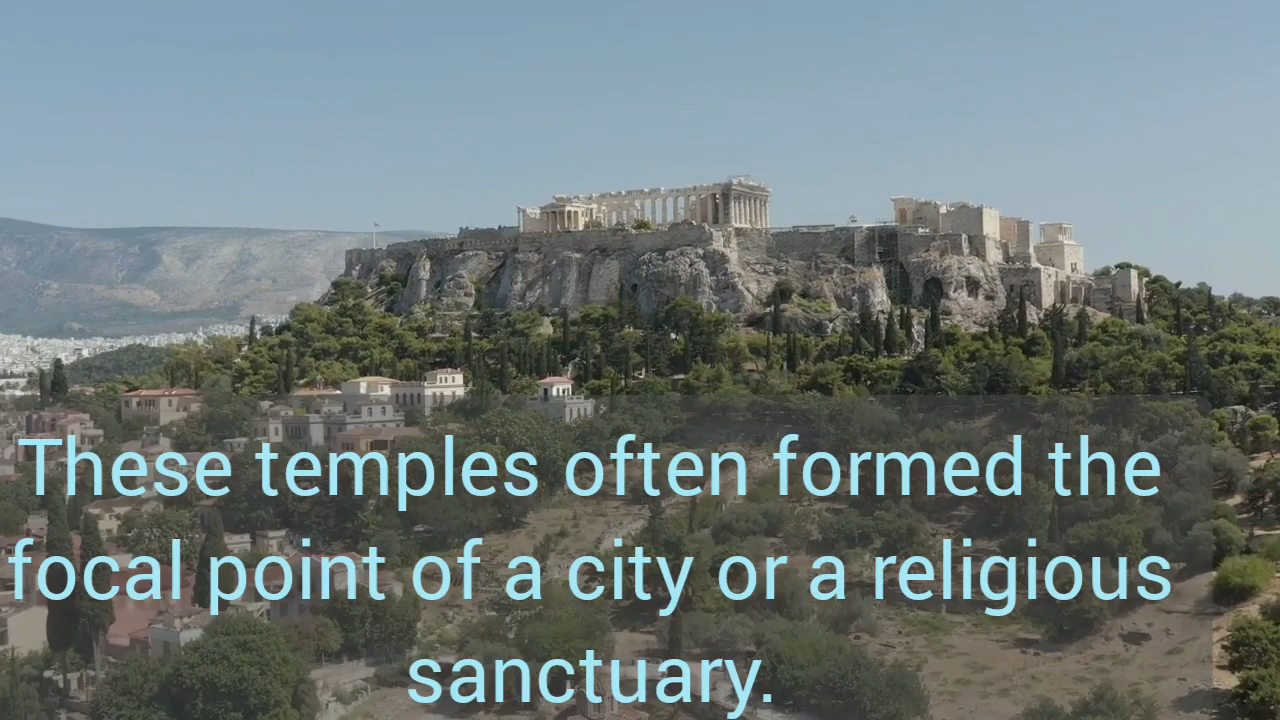 These temples often formed the
focal point of a city or a religious
sanctuary.